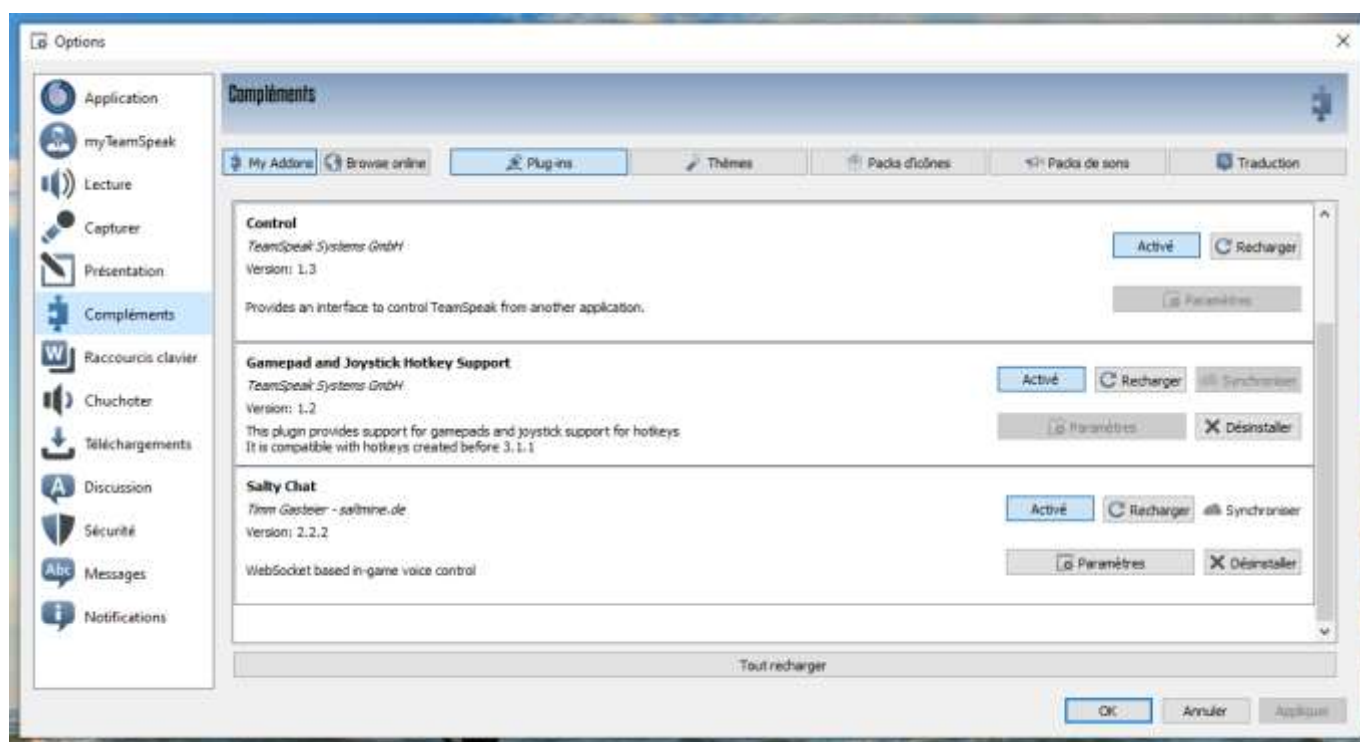 Options
Application
myTeamSpeak
Lecture
Capturer
Présentation
Compléments
Raccourcis clavier
Chuchoter
Téléchargements
Discussion
Sécurité
Messages
Notifications
Compléments
My Addons Browse online Plug-ins Thèmes Packs d'icônes Packs de sons Traduction
Control
TeamSpeak Systems GmbH
Version: 1.3
Provides an interface to control TeamSpeak from another application.
Activé Recharger
Paramètres
Gamepad and Joystick Hotkey Support
TeamSpeak Systems GmbH
Version: 1.2
This plugin provides support for gamepads and joystick support for hotkeys
It is compatible with hotkeys created before 3.1.1
Activé Recharger Synchroniser
Paramètres Désinstaller
Salty Chat
Timm Gasteier - saltmine.de
Version: 2.2.2
WebSocket based in-game voice control
Activé Recharger Synchroniser
Paramètres Désinstaller
Tout recharger
OK Annuler Appliquer